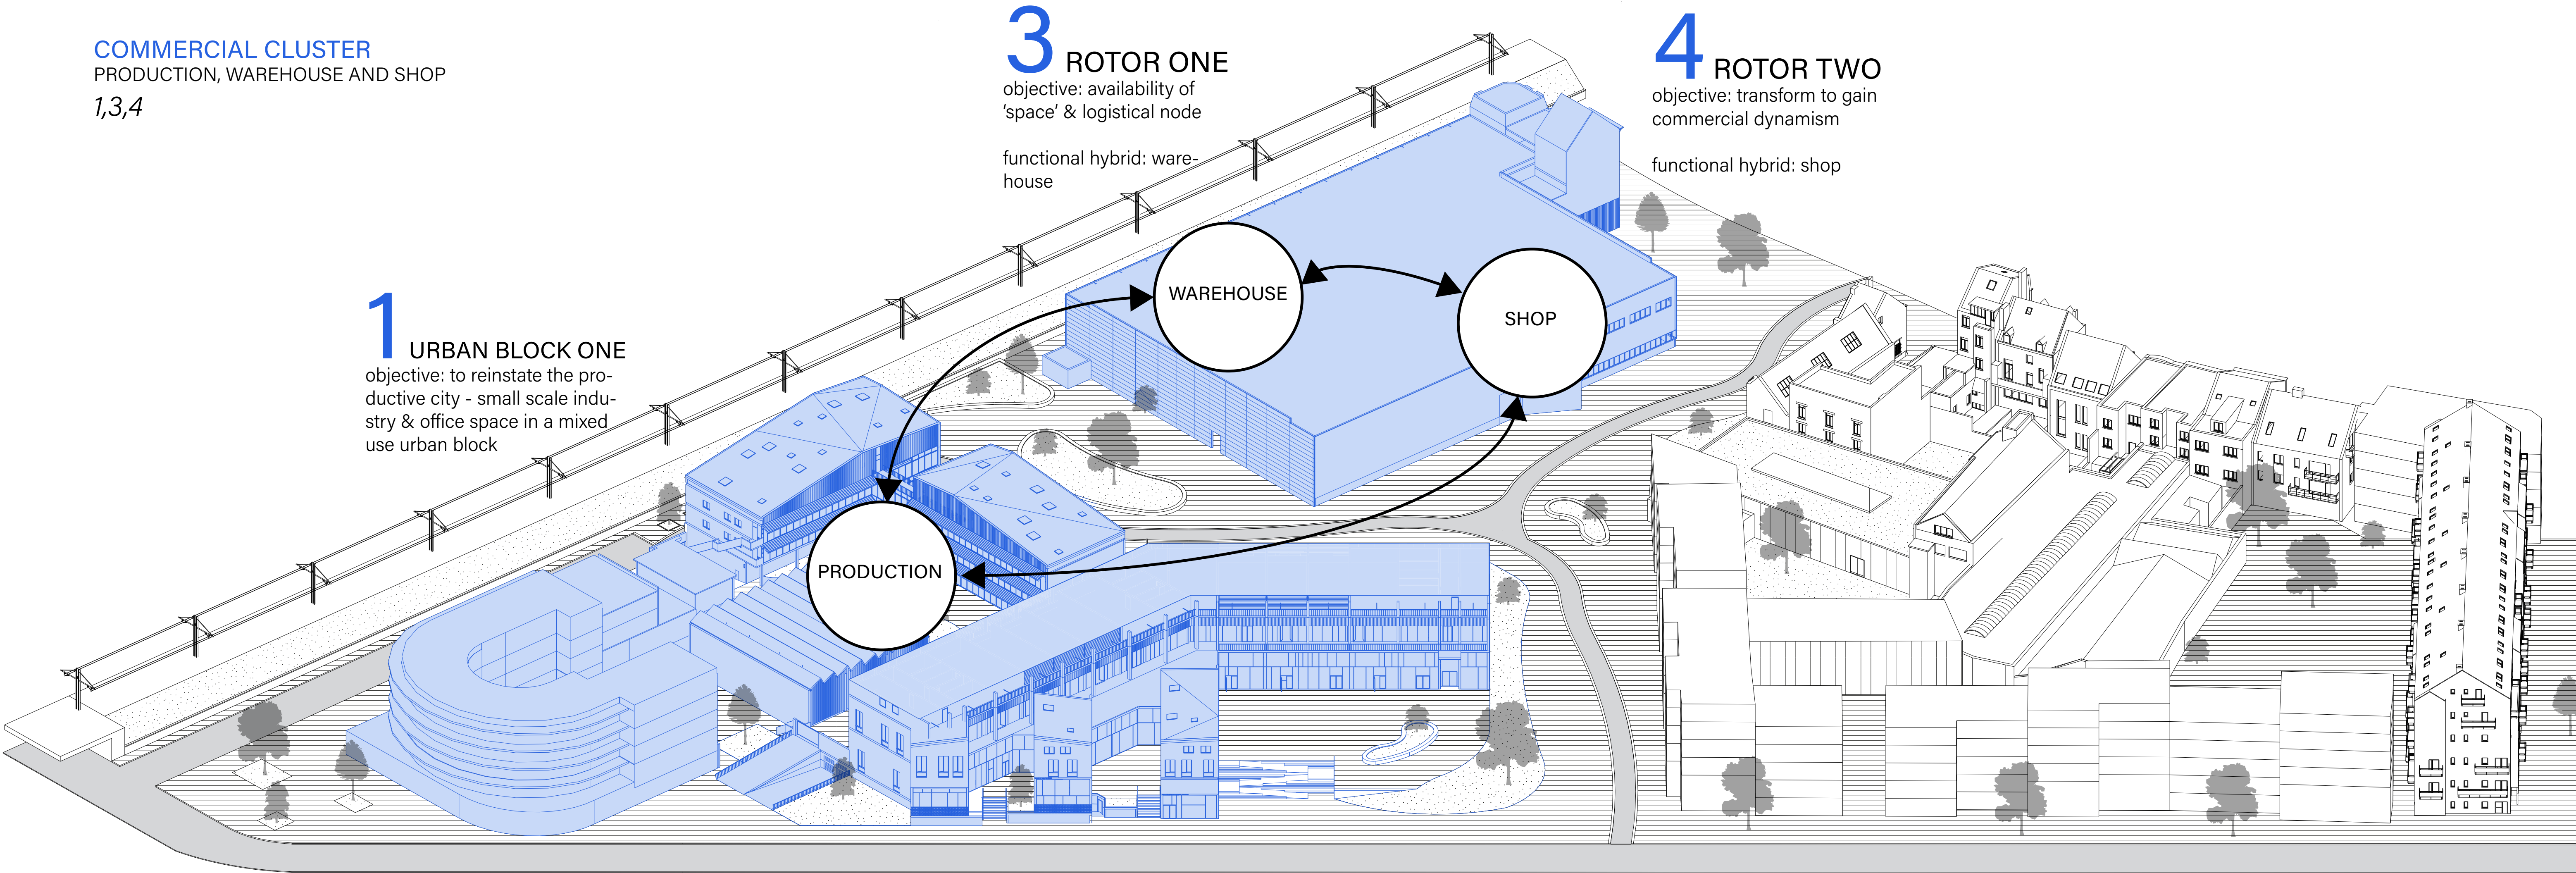 COMMERCIAL CLUSTER
PRODUCTION, WAREHOUSE AND SHOP
1,3,4
3 ROTOR ONE
objective: availability of
‘space’ & logistical node
functional hybrid: ware-
house
4 ROTOR TWO
objective: transform to gain
commercial dynamism
functional hybrid: shop
1 URBAN BLOCK ONE
objective: to reinstate the pro-
ductive city - small scale indu-
stry & office space in a mixed
use urban block
WAREHOUSE
SHOP
PRODUCTION